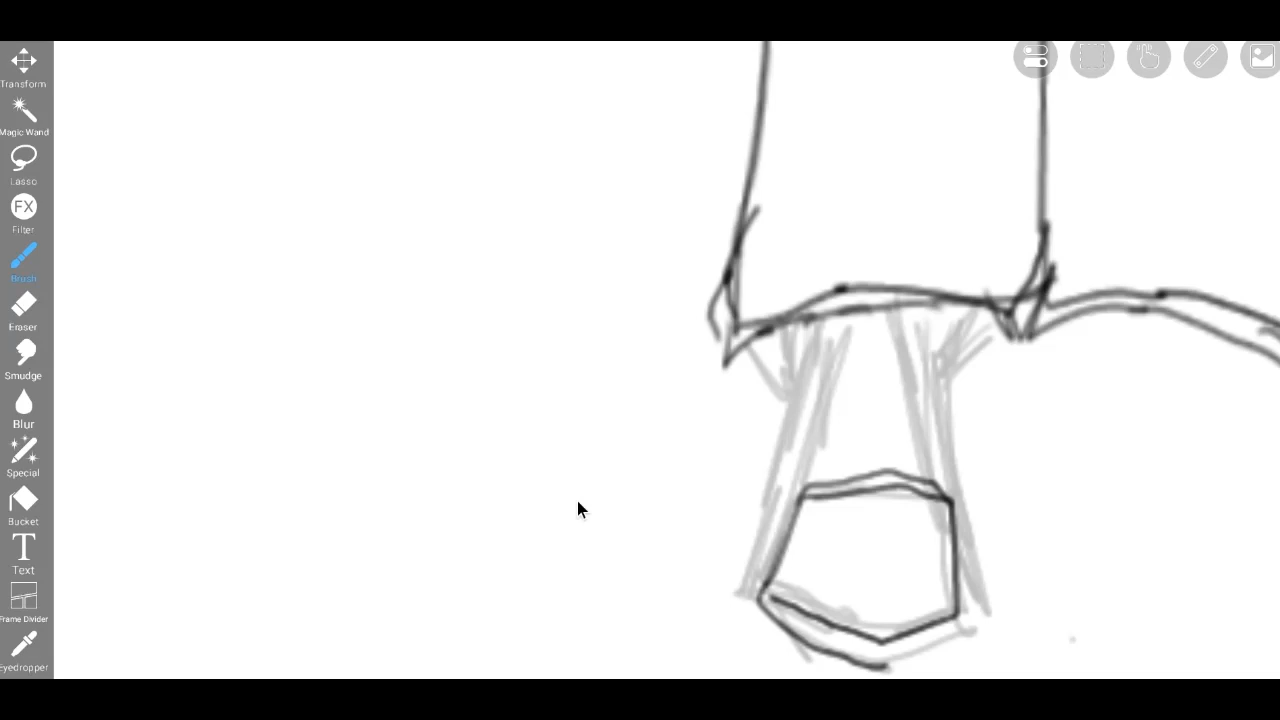 Transform
Magic Wand
Lasso
FX
Filter
Brush
Eraser
Smudge
Blur
Special
Bucket
T
Text
Frame Divider
Eyedropper